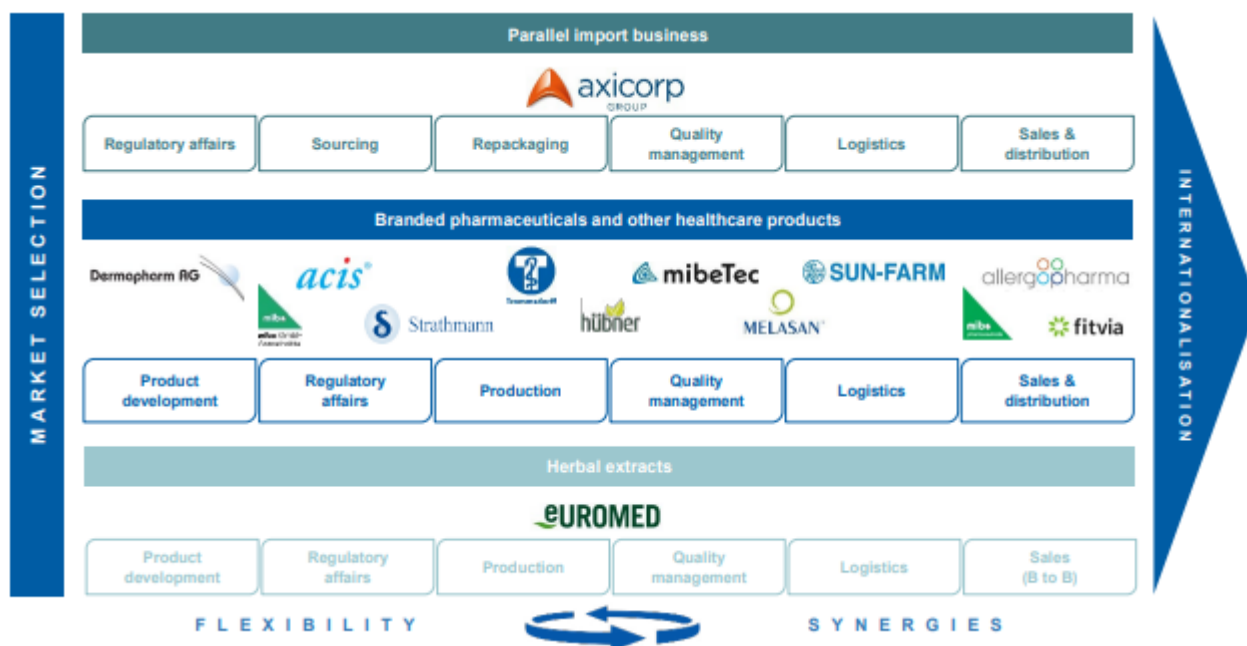 MARKET SELECTION
Parallel import business
axicorp
GROUP
Regulatory affairs
Sourcing
Repackaging
Quality
management
Logistics
Sales &
distribution
Branded pharmaceuticals and other healthcare products
Dermapharm AG
acis®
mibeTec
SUN-FARM
allergopharma
mibe
Strathmann
hübner
MELASAN®
mibe
pharmaceuticals
fitvia
Product
development
Regulatory
affairs
Production
Quality
management
Logistics
Sales &
distribution
Herbal extracts
eUROMED
Product
development
Regulatory
affairs
Production
Quality
management
Logistics
Sales
(B to B)
INTERNATIONALISATION
FLEXIBILITY
SYNERGIES